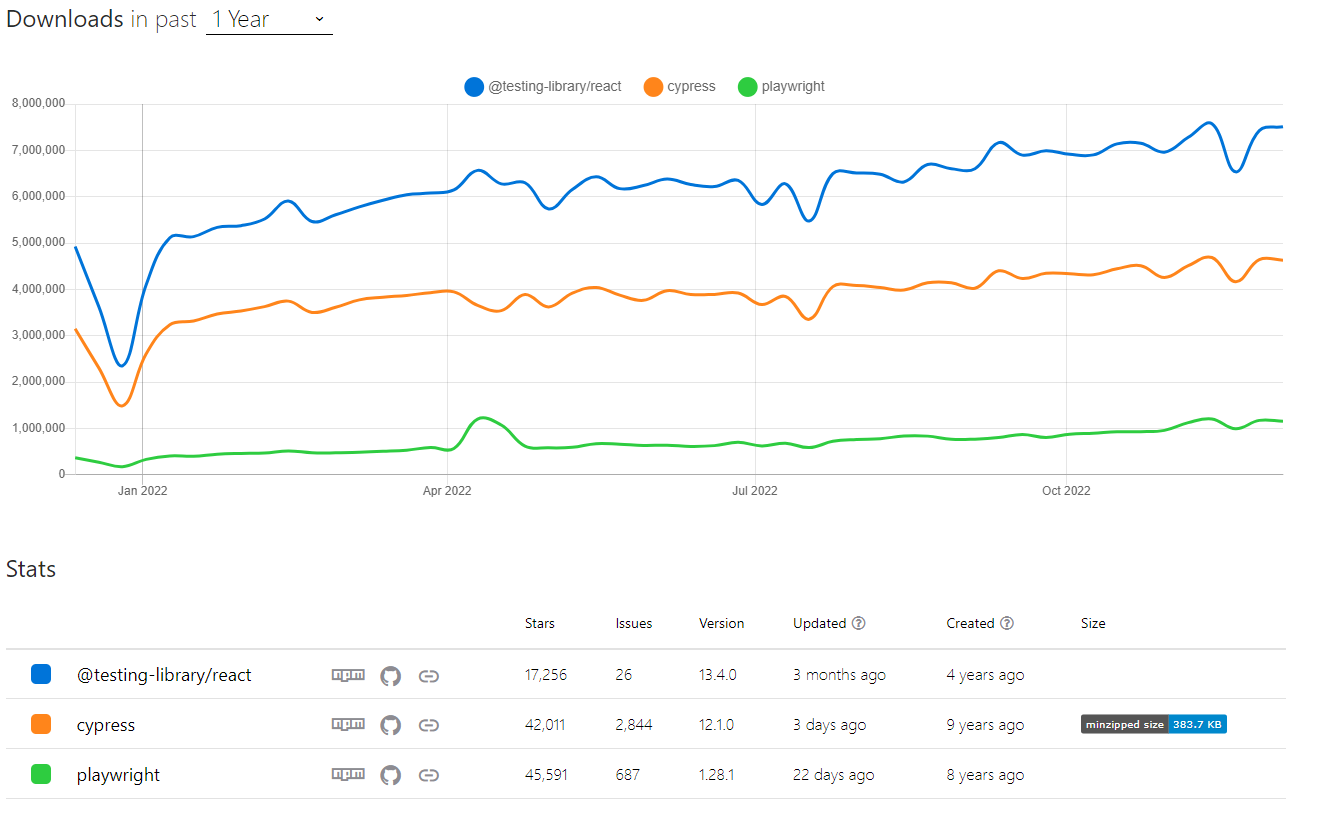 Downloads in past 1 Year
@testing-library/react cypress playwright
8,000,000
7,000,000
6,000,000
5,000,000
4,000,000
3,000,000
2,000,000
1,000,000
0
Jan 2022 Apr 2022 Jul 2022 Oct 2022
Stats
Stars Issues Version Updated ? Created ? Size
@testing-library/react npm 17,256 26 13.4.0 3 months ago 4 years ago
cypress npm 42,011 2,844 12.1.0 3 days ago 9 years ago minzipped size 383.7 KB
playwright npm 45,591 687 1.28.1 22 days ago 8 years ago